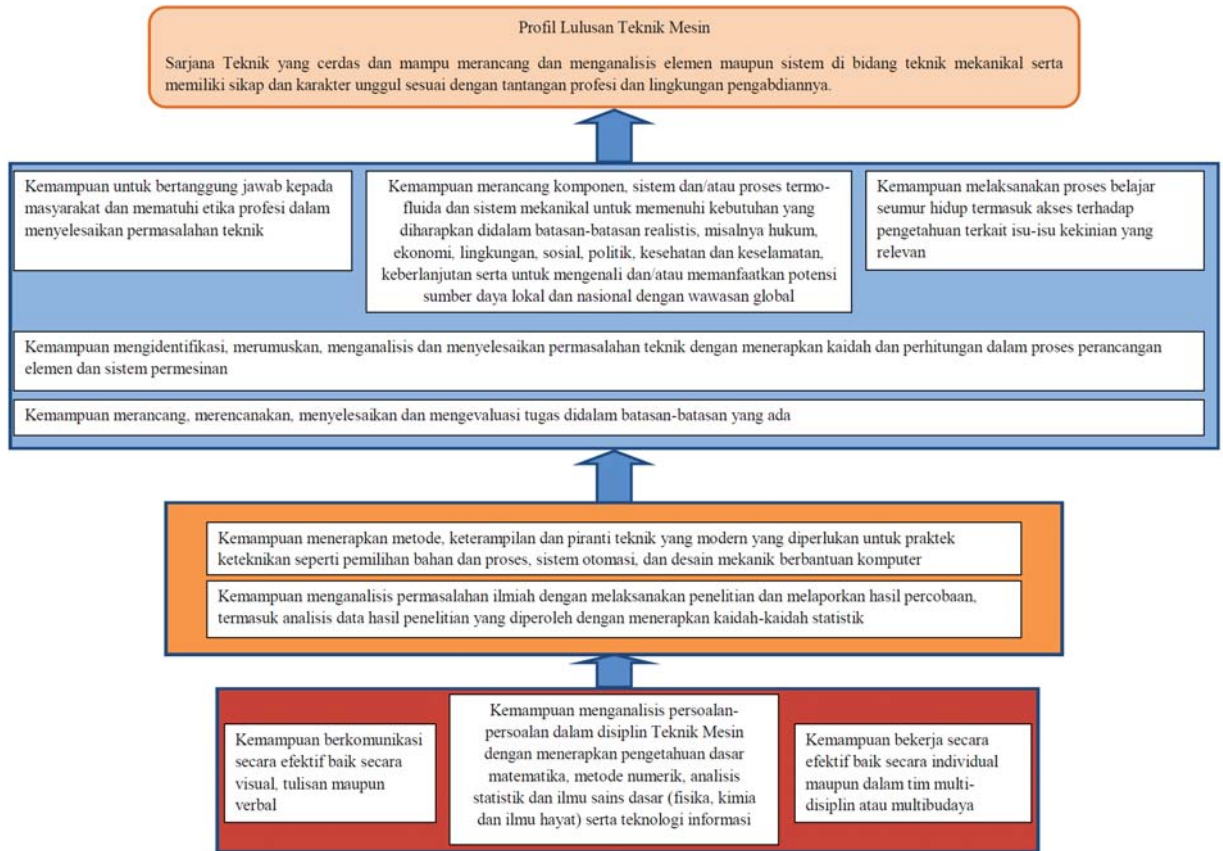 Profil Lulusan Teknik Mesin
Sarjana Teknik yang cerdas dan mampu merancang dan menganalisis elemen maupun sistem di bidang teknik mekanikal serta
memiliki sikap dan karakter unggul sesuai dengan tantangan profesi dan lingkungan pengabdiannya.
Kemampuan untuk bertanggung jawab kepada
masyarakat dan mematuhi etika profesi dalam
menyelesaikan permasalahan teknik
Kemampuan merancang komponen, sistem dan/atau proses termo-
fluida dan sistem mekanikal untuk memenuhi kebutuhan yang
diharapkan didalam batasan-batasan realistis, misalnya hukum,
ekonomi, lingkungan, sosial, politik, kesehatan dan keselamatan,
keberlanjutan serta untuk mengenali dan/atau memanfaatkan potensi
sumber daya lokal dan nasional dengan wawasan global
Kemampuan melaksanakan proses belajar
seumur hidup termasuk akses terhadap
pengetahuan terkait isu-isu kekinian yang
relevan
Kemampuan mengidentifikasi, merumuskan, menganalisis dan menyelesaikan permasalahan teknik dengan menerapkan kaidah dan perhitungan dalam proses perancangan
elemen dan sistem permesinan
Kemampuan merancang, merencanakan, menyelesaikan dan mengevaluasi tugas didalam batasan-batasan yang ada
Kemampuan menerapkan metode, keterampilan dan piranti teknik yang modern yang diperlukan untuk praktek
keteknikan seperti pemilihan bahan dan proses, sistem otomasi, dan desain mekanik berbantuan komputer
Kemampuan menganalisis permasalahan ilmiah dengan melaksanakan penelitian dan melaporkan hasil percobaan,
termasuk analisis data hasil penelitian yang diperoleh dengan menerapkan kaidah-kaidah statistik
Kemampuan berkomunikasi
secara efektif baik secara
visual, tulisan maupun
verbal
Kemampuan menganalisis persoalan-
persoalan dalam disiplin Teknik Mesin
dengan menerapkan pengetahuan dasar
matematika, metode numerik, analisis
statistik dan ilmu sains dasar (fisika, kimia
dan ilmu hayat) serta teknologi informasi
Kemampuan bekerja secara
efektif baik secara individual
maupun dalam tim multi-
disiplin atau multibudaya